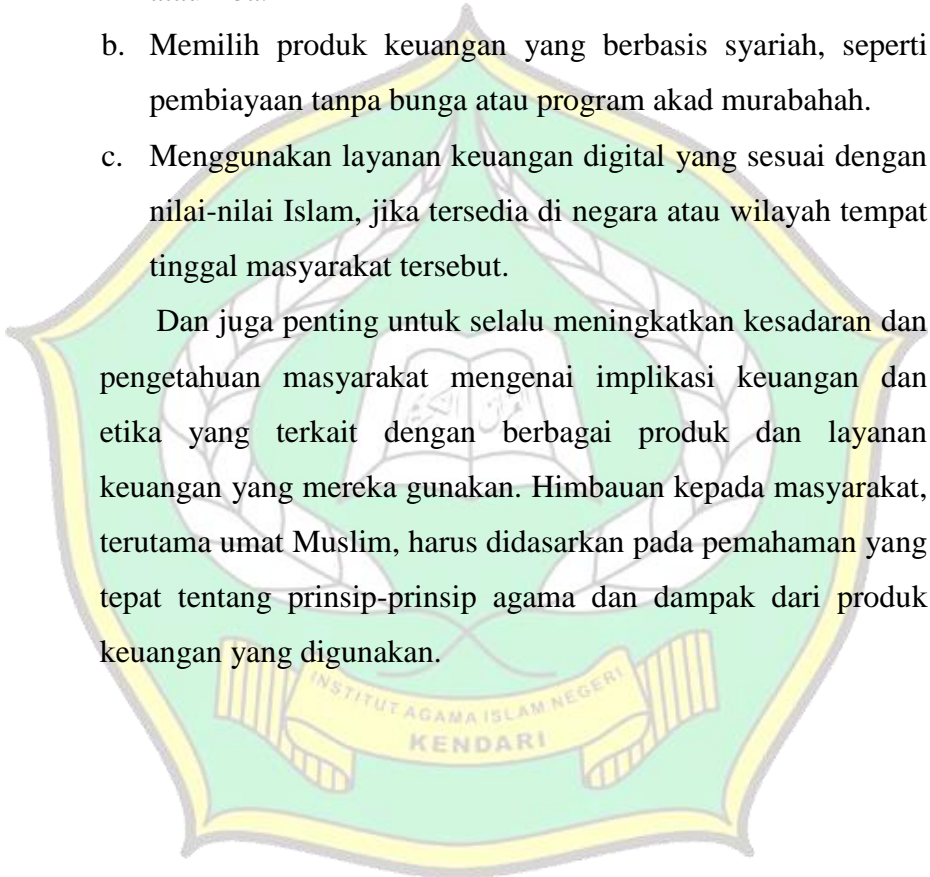 b. Memilih produk keuangan yang berbasis syariah, seperti
pembiayaan tanpa bunga atau program akad murabahah.
c. Menggunakan layanan keuangan digital yang sesuai dengan
nilai-nilai Islam, jika tersedia di negara atau wilayah tempat
tinggal masyarakat tersebut.
Dan juga penting untuk selalu meningkatkan kesadaran dan
pengetahuan masyarakat mengenai implikasi keuangan dan
etika yang terkait dengan berbagai produk dan layanan
keuangan yang mereka gunakan. Himbauan kepada masyarakat,
terutama umat Muslim, harus didasarkan pada pemahaman yang
tepat tentang prinsip-prinsip agama dan dampak dari produk
keuangan yang digunakan.
INSTITUT AGAMA ISLAM NEGERI
KENDARI